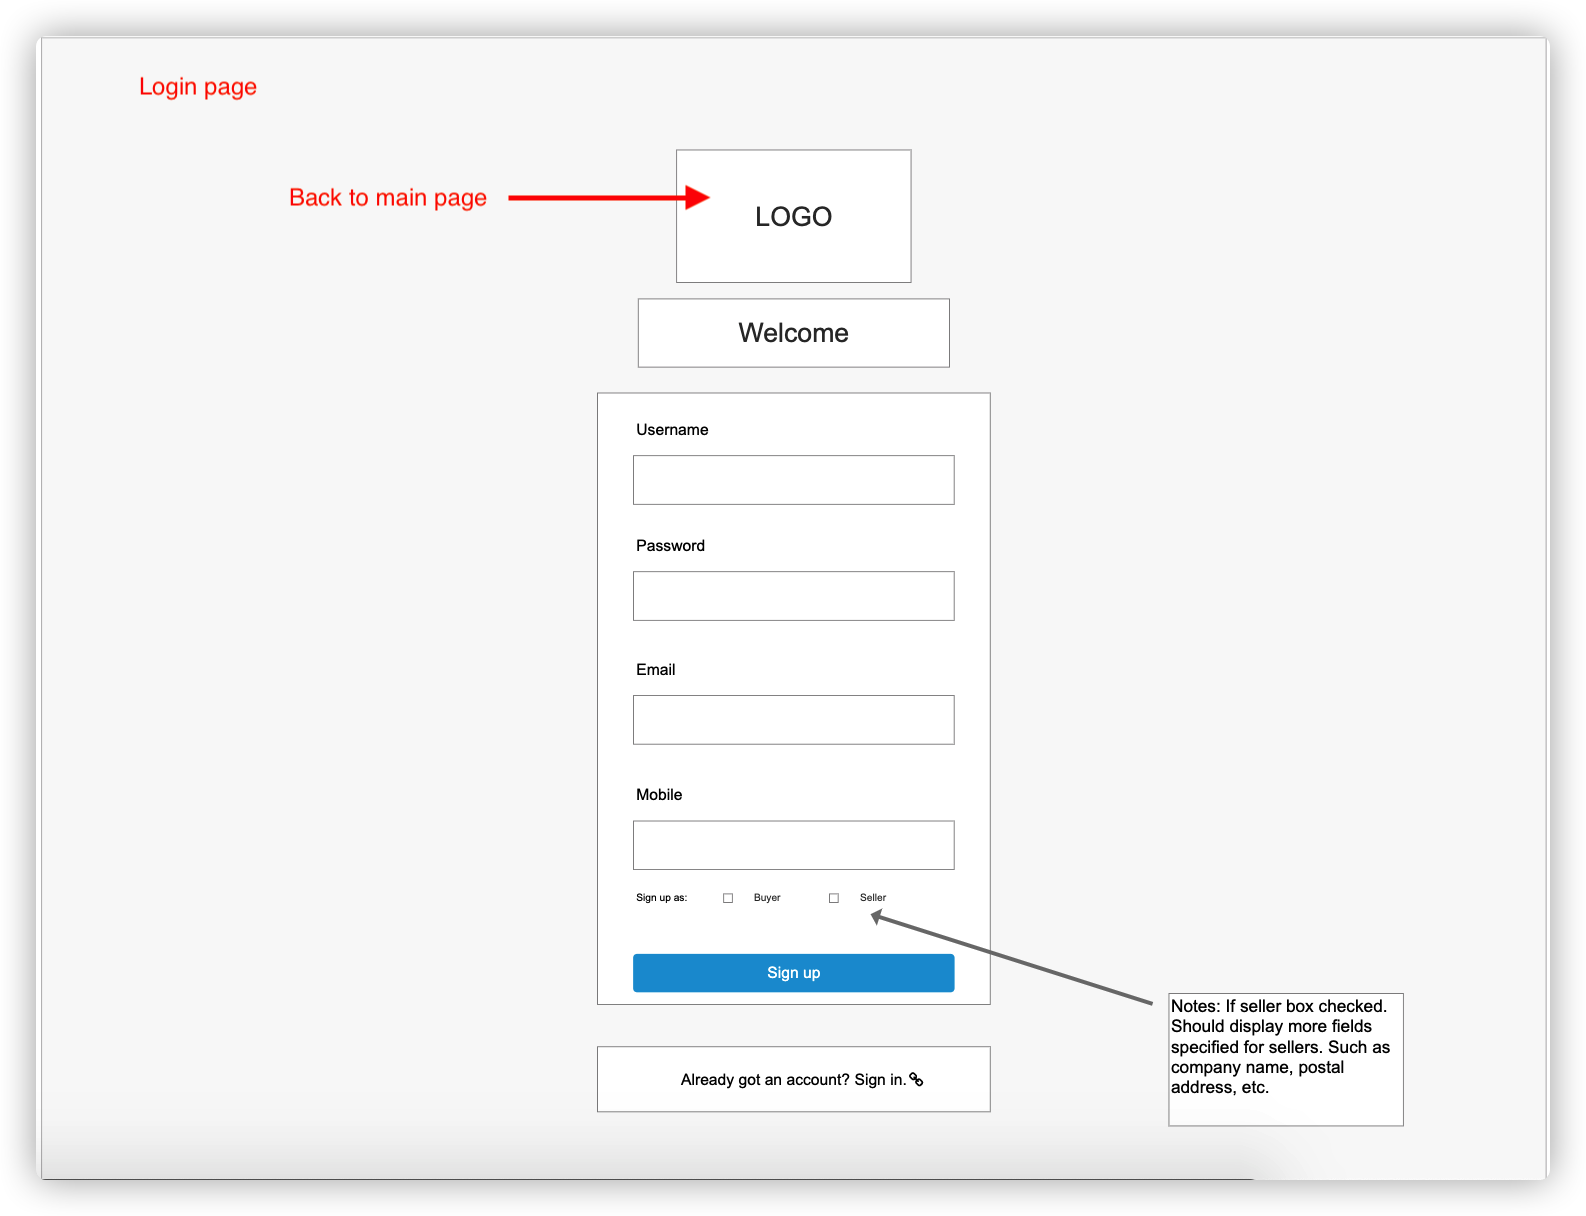 Login page
Back to main page
LOGO
Welcome
Username
Password
Email
Mobile
Sign up as: Buyer Seller
Sign up
Notes: If seller box checked.
Should display more fields
specified for sellers. Such as
company name, postal
address, etc.
Already got an account? Sign in.